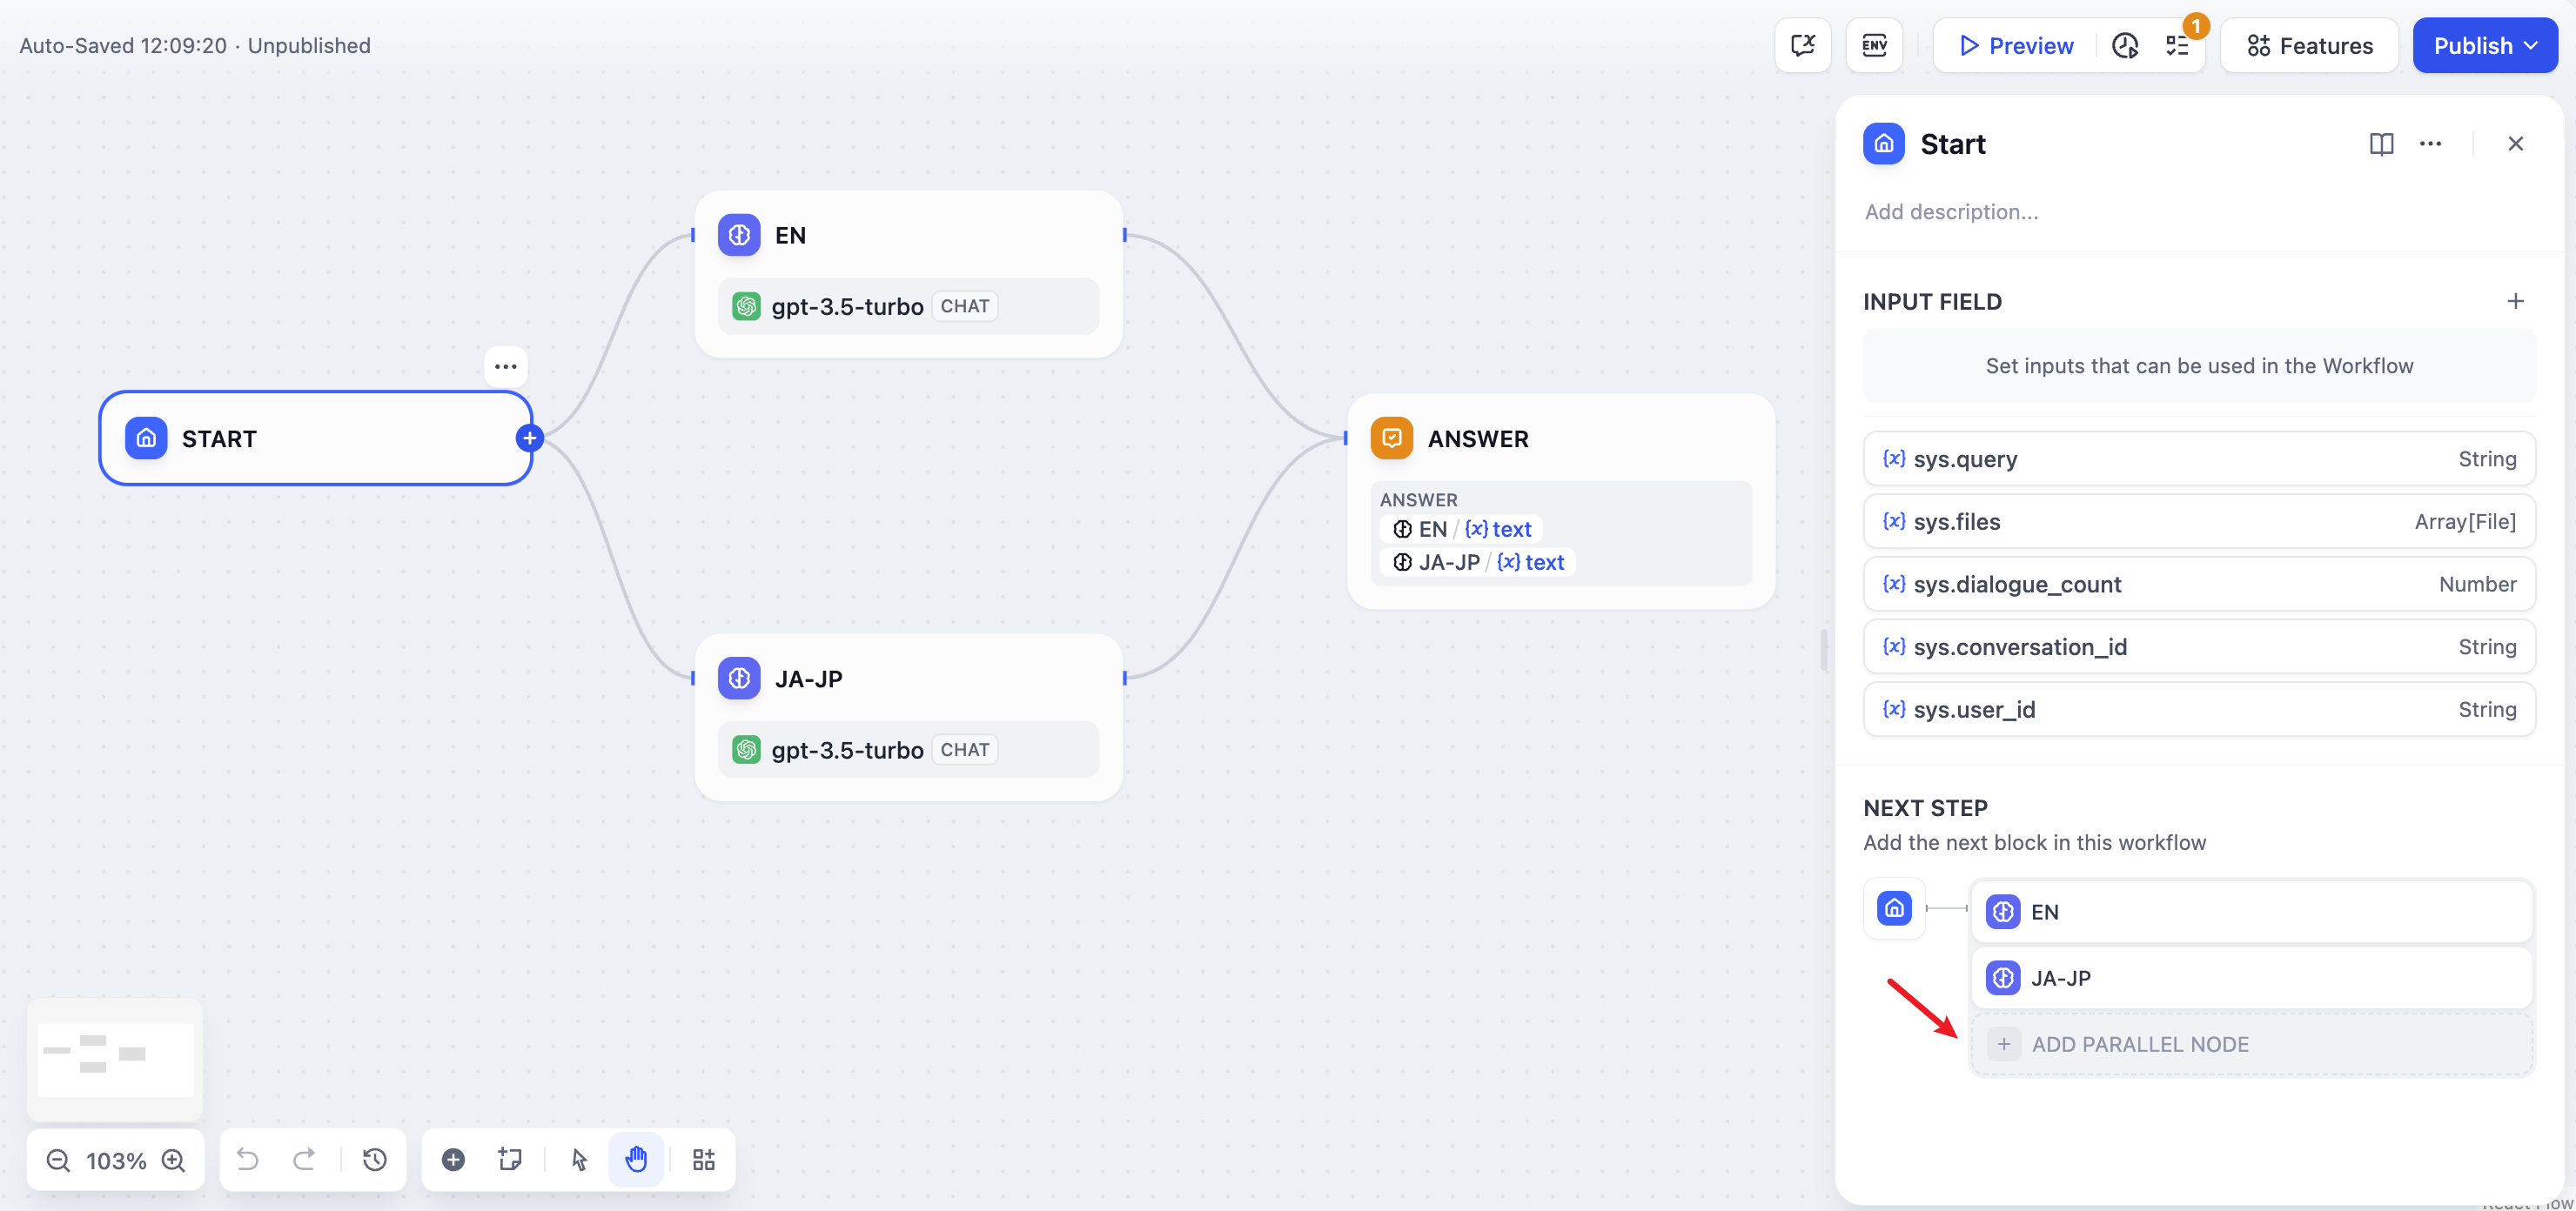 Auto-Saved 12:09:20 · Unpublished
ENV
Preview
1
Features
Publish
START
EN
gpt-3.5-turbo CHAT
JA-JP
gpt-3.5-turbo CHAT
ANSWER
ANSWER
EN / {x} text
JA-JP / {x} text
Start
Add description...
INPUT FIELD
Set inputs that can be used in the Workflow
{x} sys.query String
{x} sys.files Array[File]
{x} sys.dialogue_count Number
{x} sys.conversation_id String
{x} sys.user_id String
NEXT STEP
Add the next block in this workflow
EN
JA-JP
ADD PARALLEL NODE
103%
React Flow